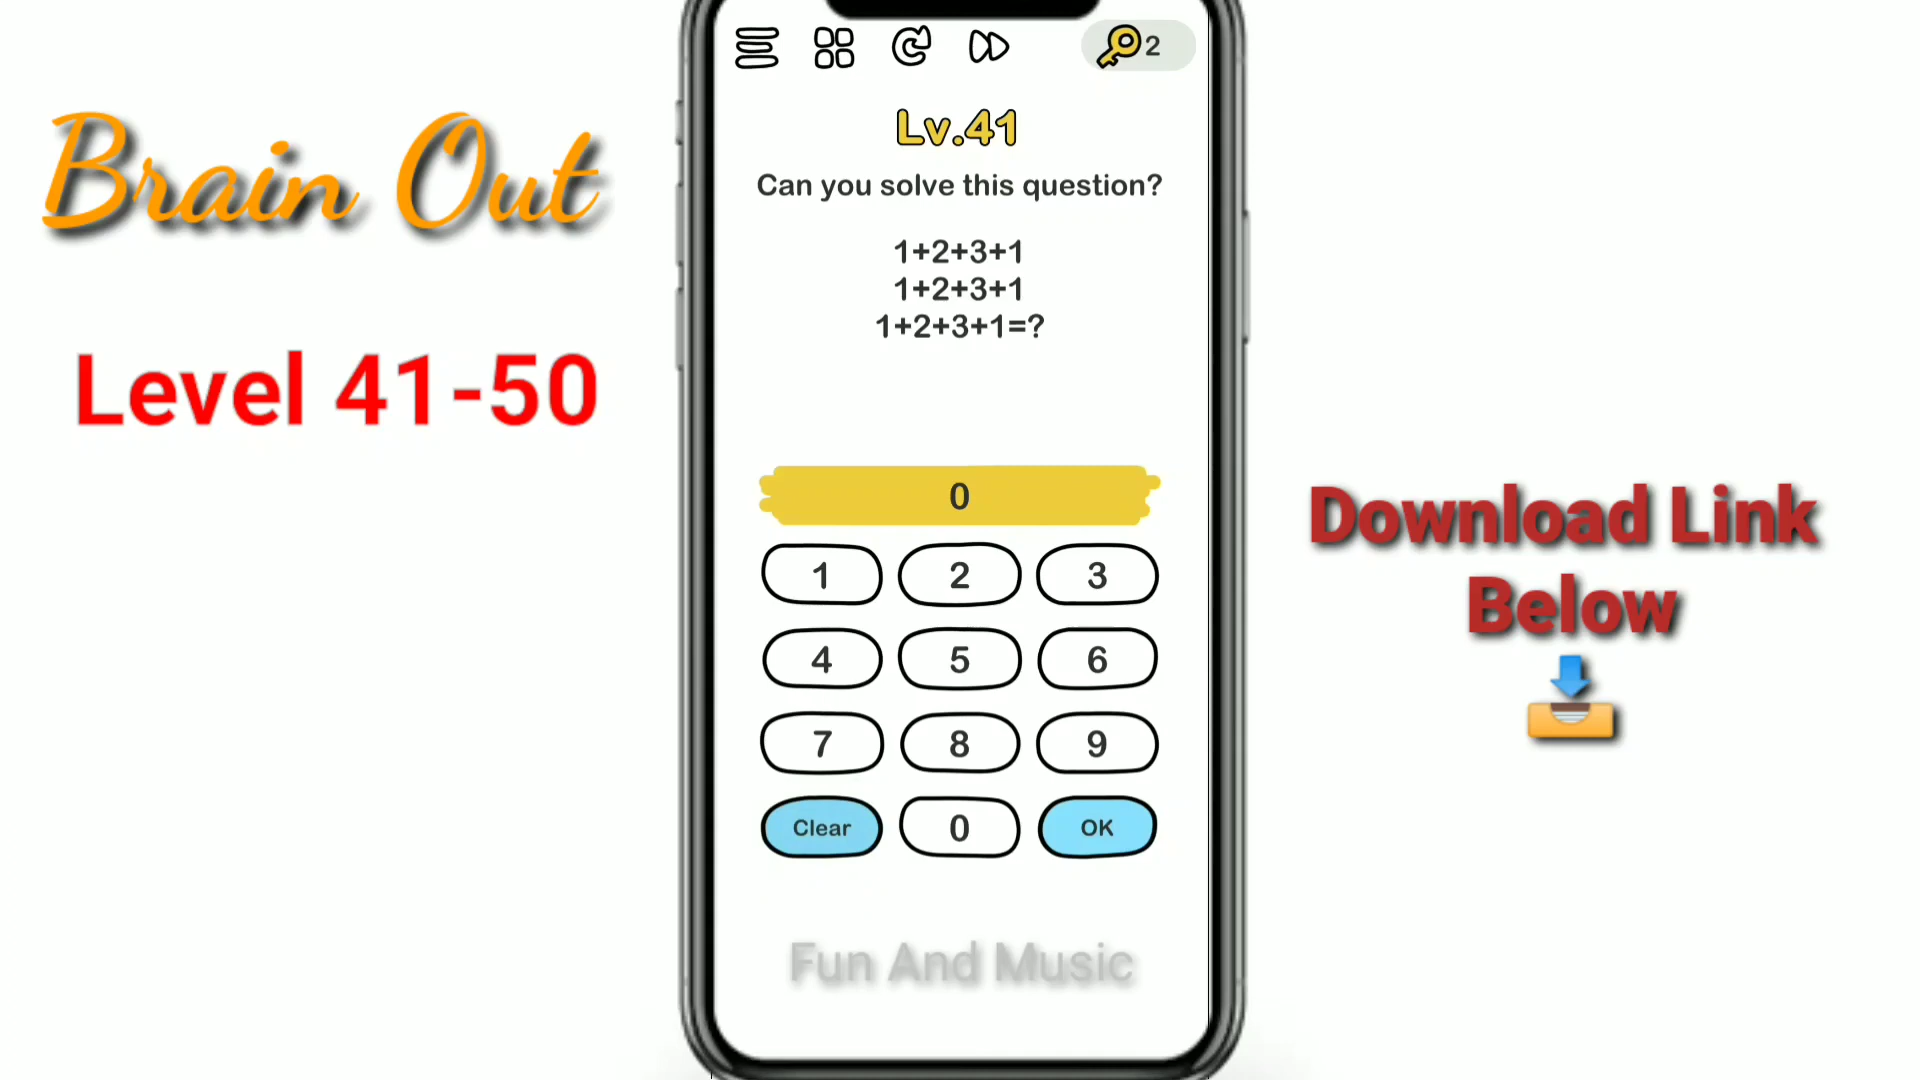 2
Lv.41
Can you solve this question?
1+2+3+1
1+2+3+1
1+2+3+1=?
0
1 2 3
4 5 6
7 8 9
Clear 0 OK
Fun And Music
Brain Out
Level 41-50
Download Link
Below